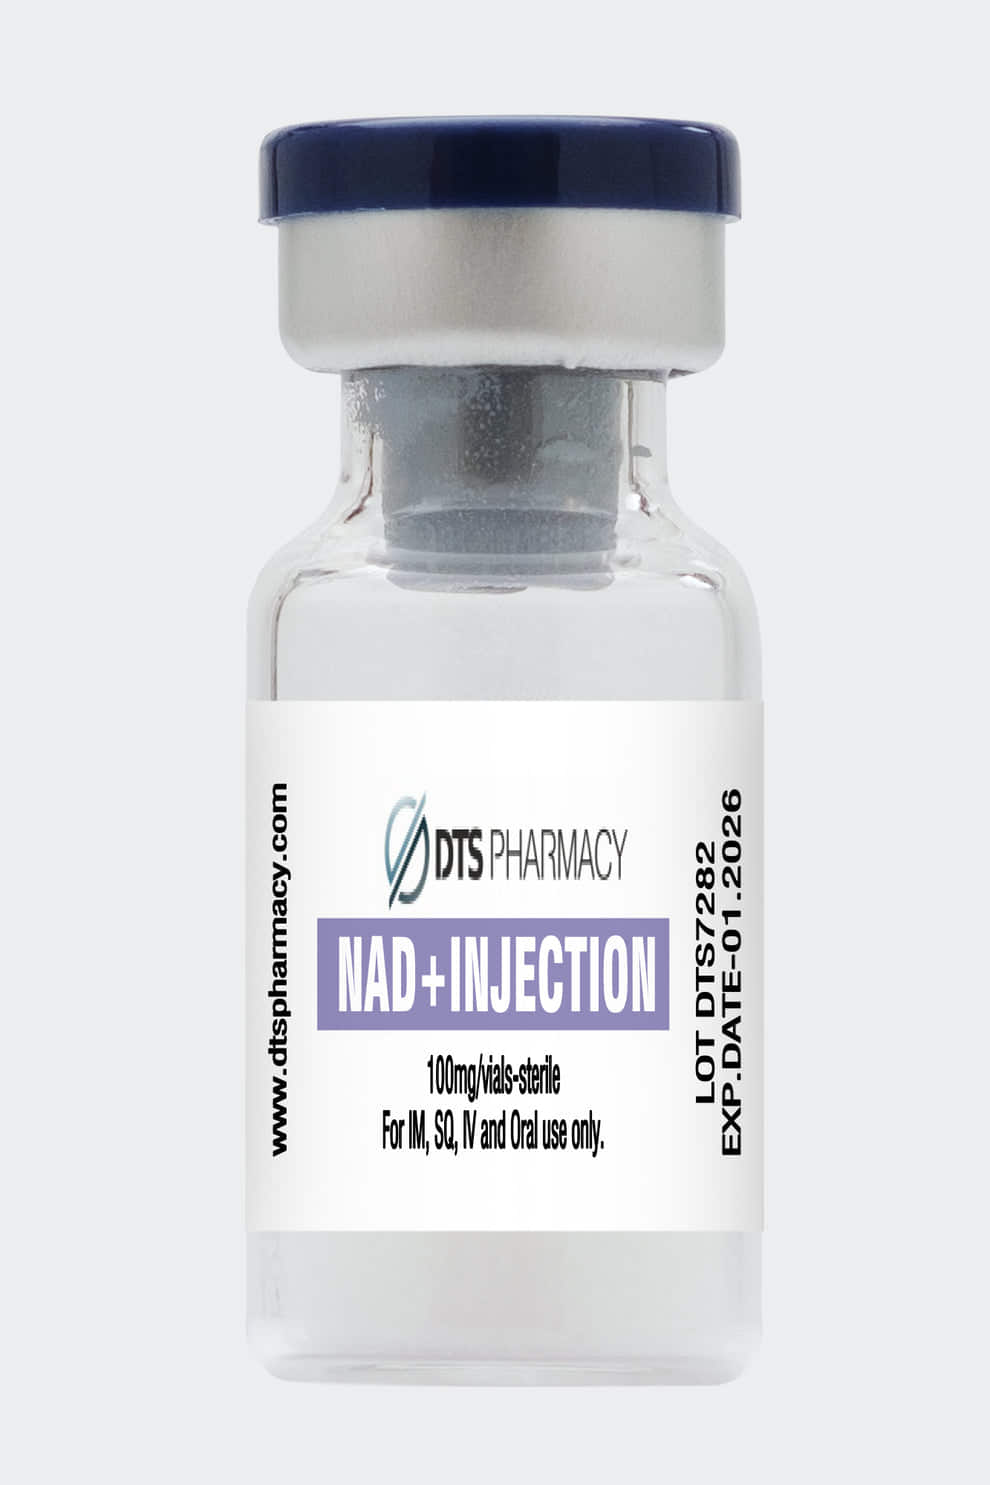 www.dtspharmacy.com
DTS PHARMACY
NAD+INJECTION
100mg/vials-sterile
For IM, SQ, IV and Oral use only.
LOT DTS7282
EXP.DATE-01.2026